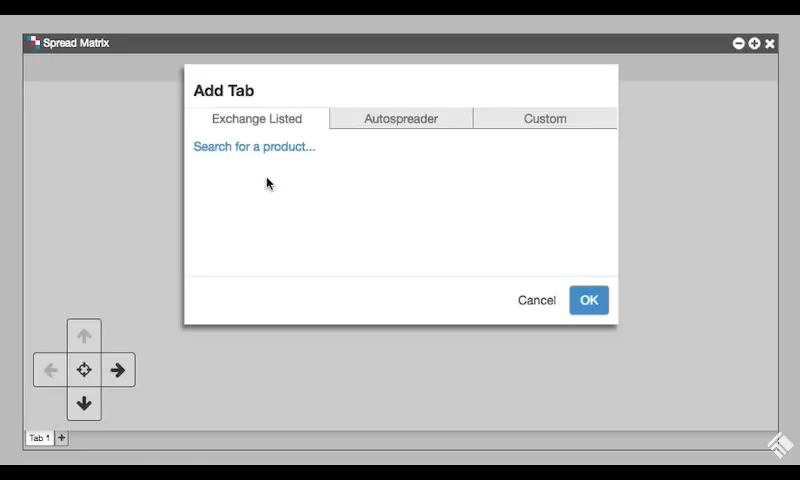 Spread Matrix
Add Tab
Exchange Listed
Autospreader
Custom
Search for a product...
Cancel
OK
Tab 1